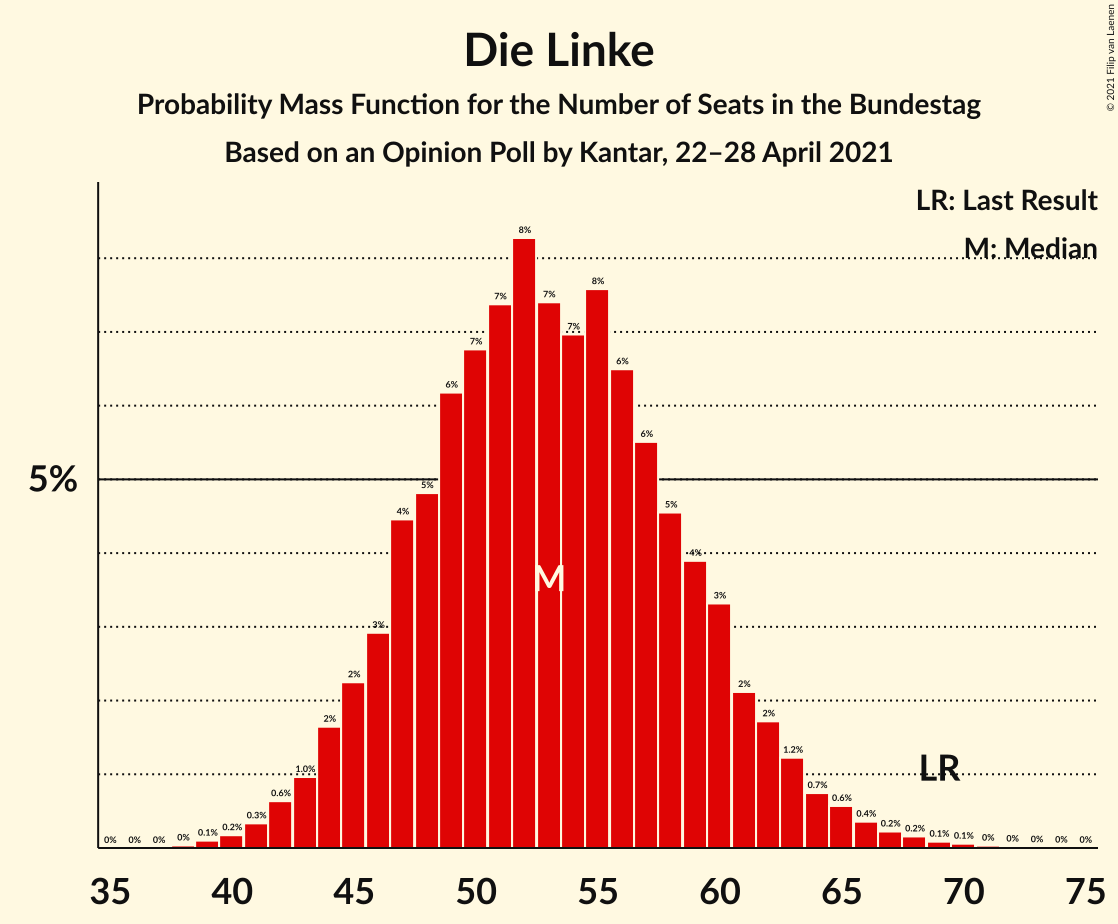 Die Linke
Probability Mass Function for the Number of Seats in the Bundestag
Based on an Opinion Poll by Kantar, 22–28 April 2021
© 2021 Filip van Laenen
LR: Last Result
M: Median
5%
0% 0% 0% 0% 0.1% 0.2% 0.3% 0.6% 1.0% 2% 2% 3% 4% 5% 6% 7% 7% 8% 7% 7% 8% 6% 6% 5% 4% 3% 2% 2% 1.2% 0.7% 0.6% 0.4% 0.2% 0.2% 0.1% 0.1% 0% 0% 0% 0% 0%
M
LR
35 40 45 50 55 60 65 70 75